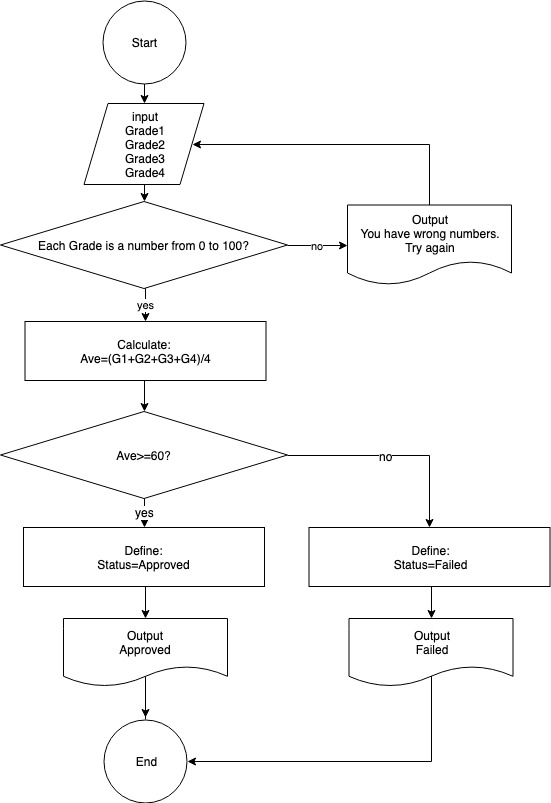 Start
input
Grade1
Grade2
Grade3
Grade4
Each Grade is a number from 0 to 100?
no
Output
You have wrong numbers.
Try again
yes
Calculate:
Ave=(G1+G2+G3+G4)/4
Ave>=60?
no
yes
Define:
Status=Approved
Define:
Status=Failed
Output
Approved
Output
Failed
End